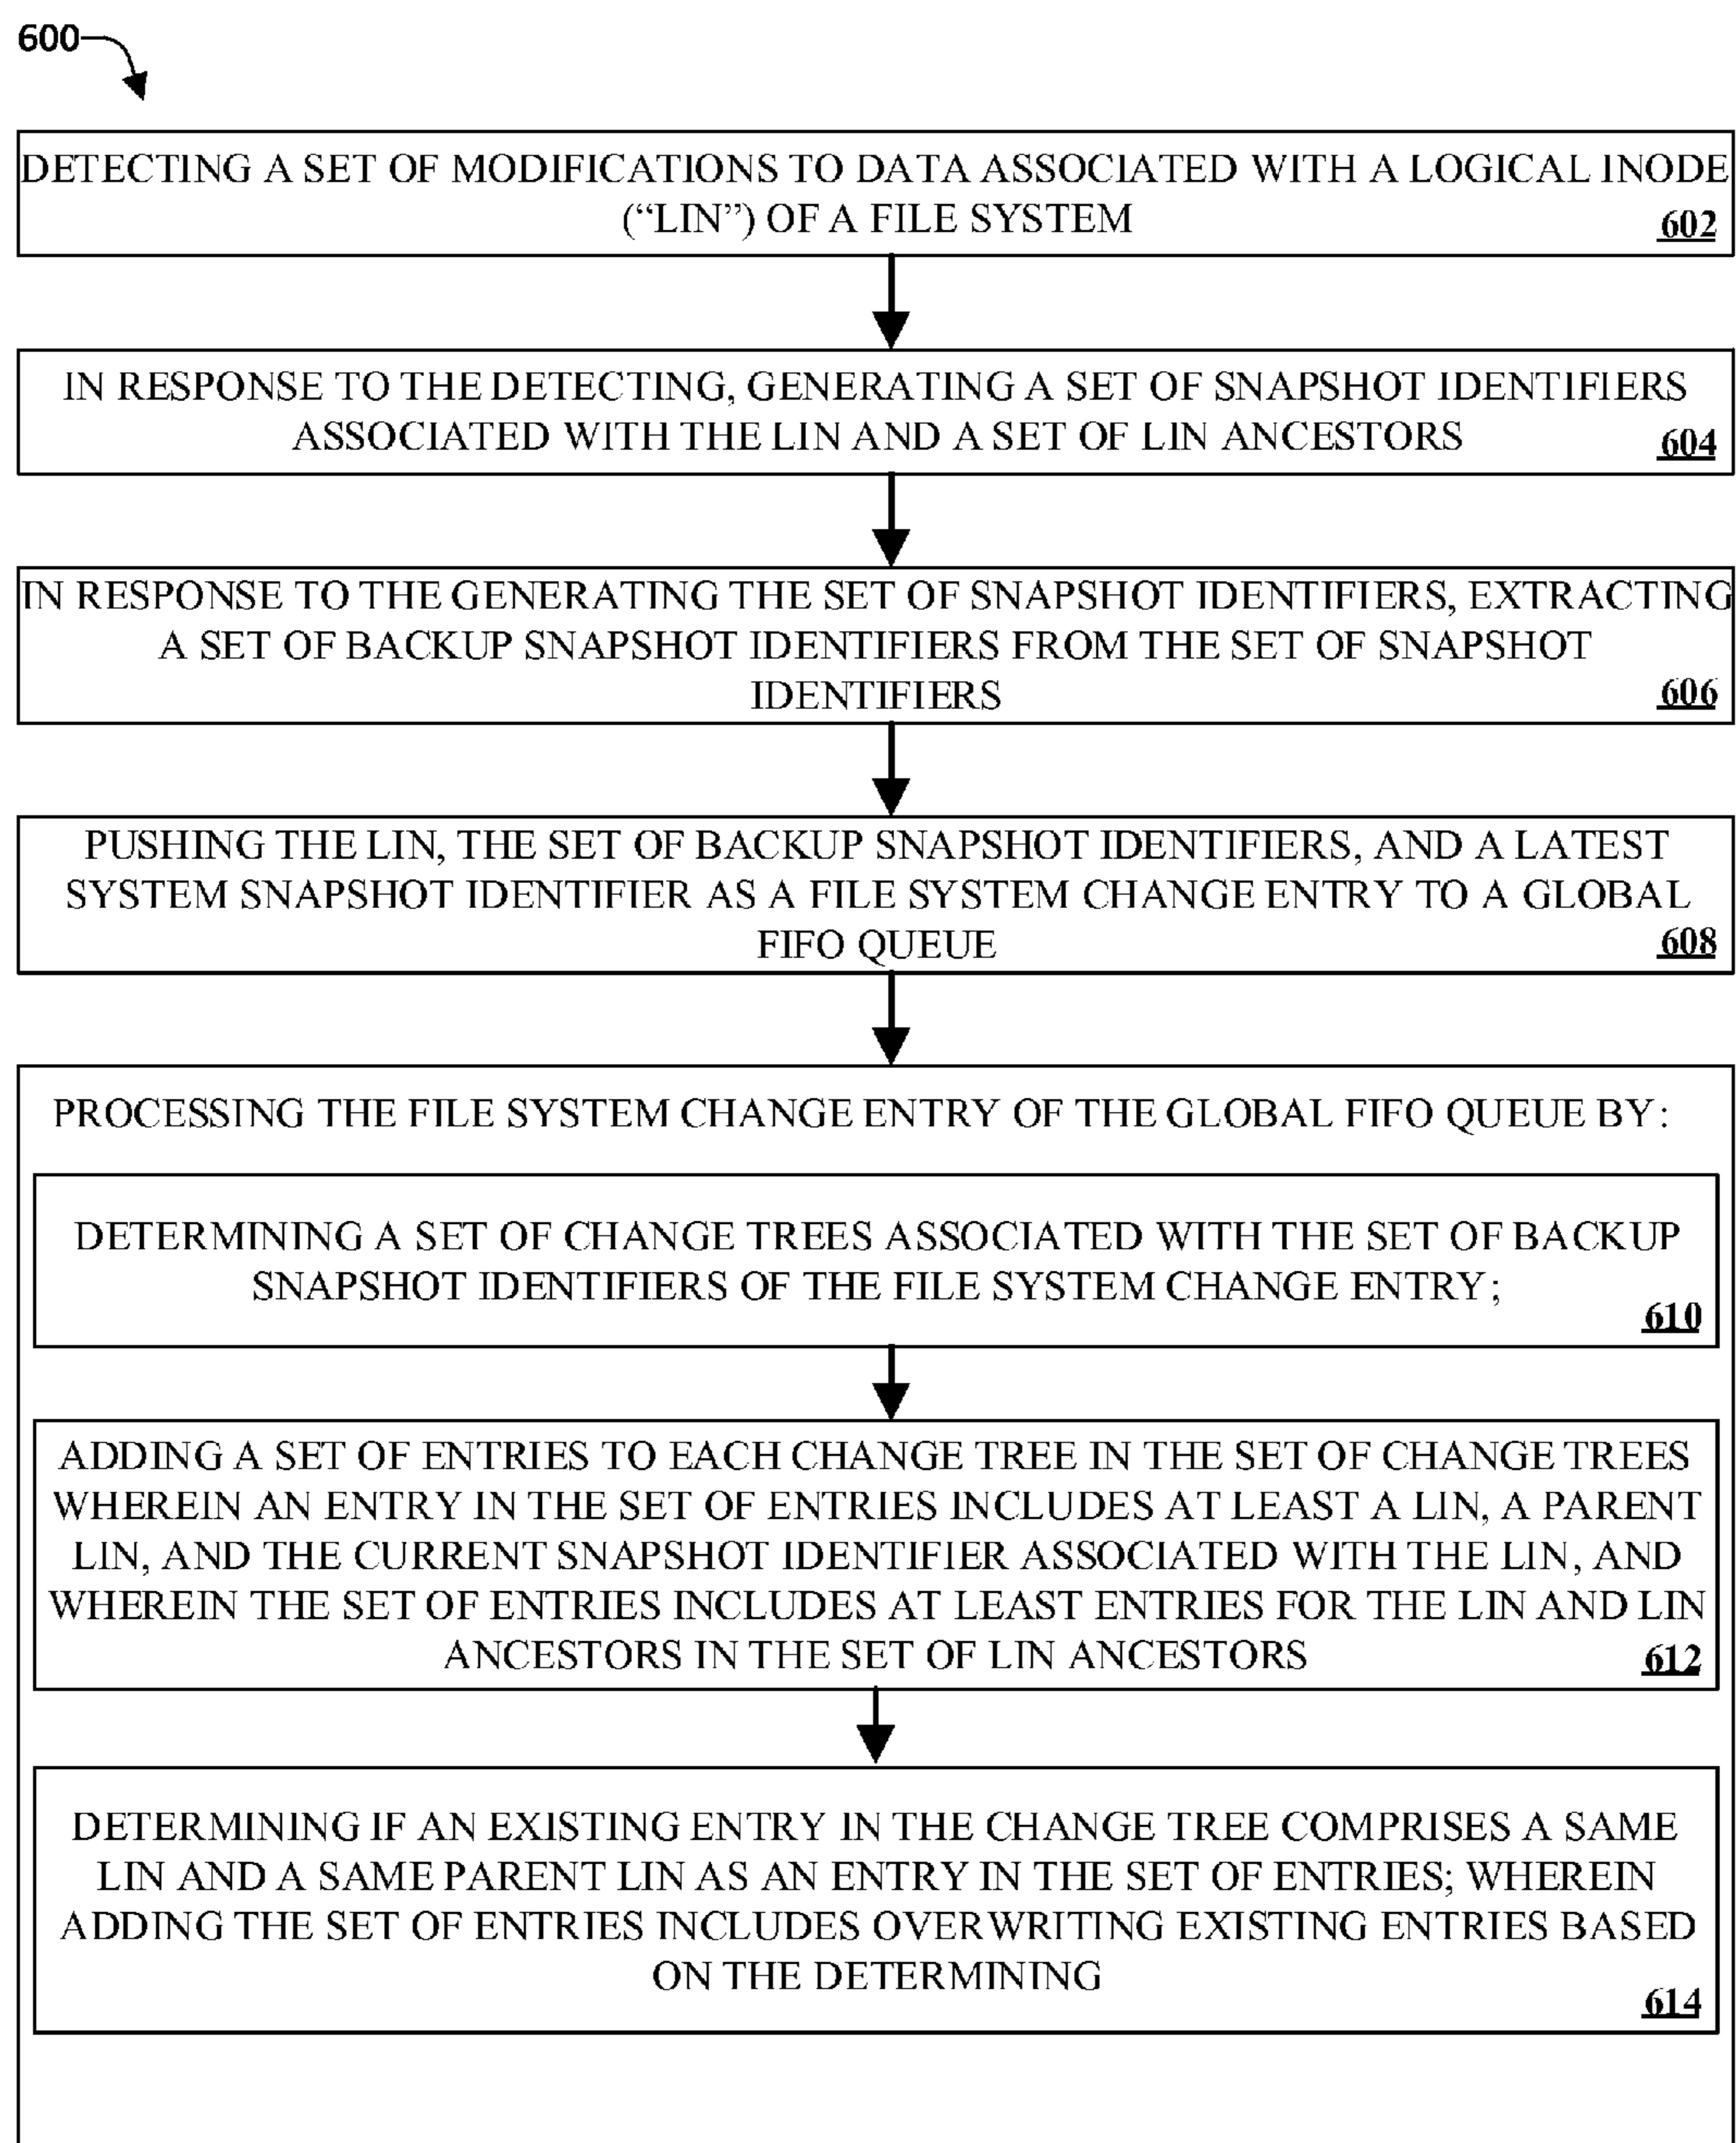 600
DETECTING A SET OF MODIFICATIONS TO DATA ASSOCIATED WITH A LOGICAL INODE
(“LIN”) OF A FILE SYSTEM
602
IN RESPONSE TO THE DETECTING, GENERATING A SET OF SNAPSHOT IDENTIFIERS
ASSOCIATED WITH THE LIN AND A SET OF LIN ANCESTORS
604
IN RESPONSE TO THE GENERATING THE SET OF SNAPSHOT IDENTIFIERS, EXTRACTING
A SET OF BACKUP SNAPSHOT IDENTIFIERS FROM THE SET OF SNAPSHOT
IDENTIFIERS
606
PUSHING THE LIN, THE SET OF BACKUP SNAPSHOT IDENTIFIERS, AND A LATEST
SYSTEM SNAPSHOT IDENTIFIER AS A FILE SYSTEM CHANGE ENTRY TO A GLOBAL
FIFO QUEUE
608
PROCESSING THE FILE SYSTEM CHANGE ENTRY OF THE GLOBAL FIFO QUEUE BY:
DETERMINING A SET OF CHANGE TREES ASSOCIATED WITH THE SET OF BACKUP
SNAPSHOT IDENTIFIERS OF THE FILE SYSTEM CHANGE ENTRY;
610
ADDING A SET OF ENTRIES TO EACH CHANGE TREE IN THE SET OF CHANGE TREES
WHEREIN AN ENTRY IN THE SET OF ENTRIES INCLUDES AT LEAST A LIN, A PARENT
LIN, AND THE CURRENT SNAPSHOT IDENTIFIER ASSOCIATED WITH THE LIN, AND
WHEREIN THE SET OF ENTRIES INCLUDES AT LEAST ENTRIES FOR THE LIN AND LIN
ANCESTORS IN THE SET OF LIN ANCESTORS
612
DETERMINING IF AN EXISTING ENTRY IN THE CHANGE TREE COMPRISES A SAME
LIN AND A SAME PARENT LIN AS AN ENTRY IN THE SET OF ENTRIES; WHEREIN
ADDING THE SET OF ENTRIES INCLUDES OVERWRITING EXISTING ENTRIES BASED
ON THE DETERMINING
614